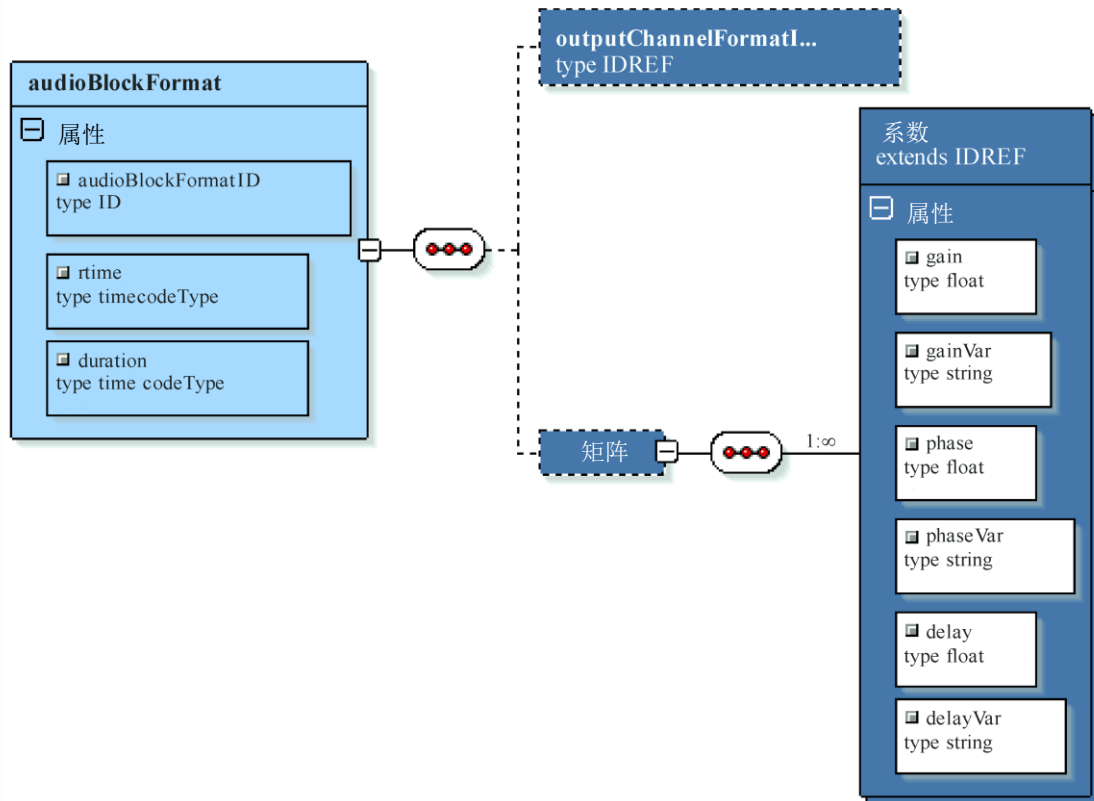 audioBlockFormat
属性
audioBlockFormatID
type ID
rtime
type timecodeType
duration
type time codeType
outputChannelFormatI...
type IDREF
矩阵
1:∞
系数
extends IDREF
属性
gain
type float
gainVar
type string
phase
type float
phaseVar
type string
delay
type float
delayVar
type string